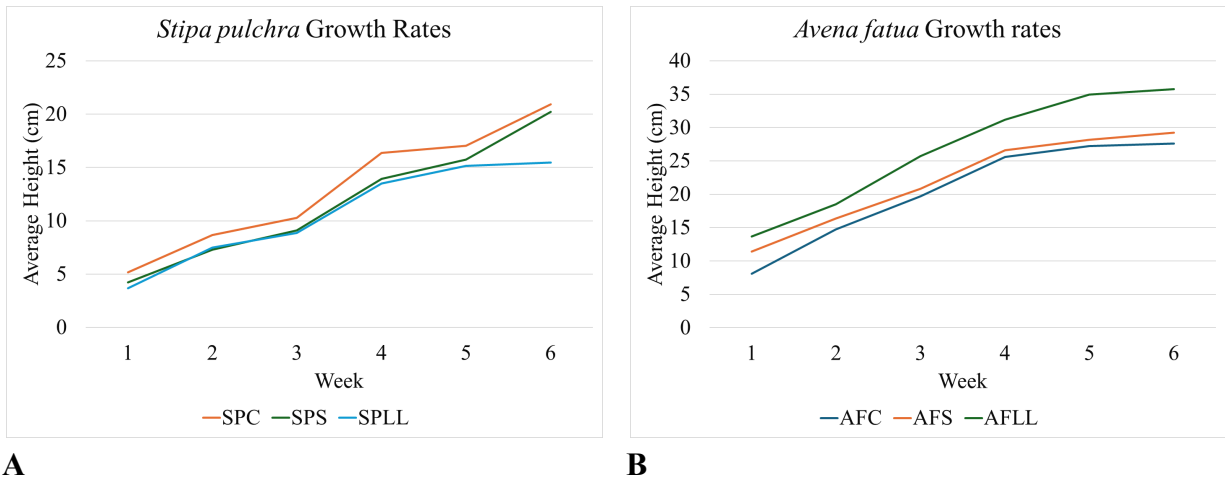 Stipa pulchra Growth Rates
25
20
15
10
5
0
Average Height (cm)
1 2 3 4 5 6
Week
SPC SPS SPLL
A
Avena fatua Growth rates
40
35
30
25
20
15
10
5
0
Average Height (cm)
1 2 3 4 5 6
Week
AFC AFS AFLL
B